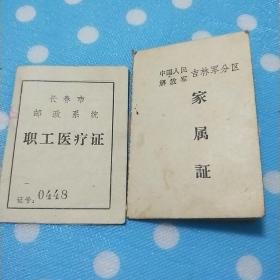 长春市
邮政系统
职工医疗证
证号: 0448
中国人民
解放军 吉林军分区
家
属
証